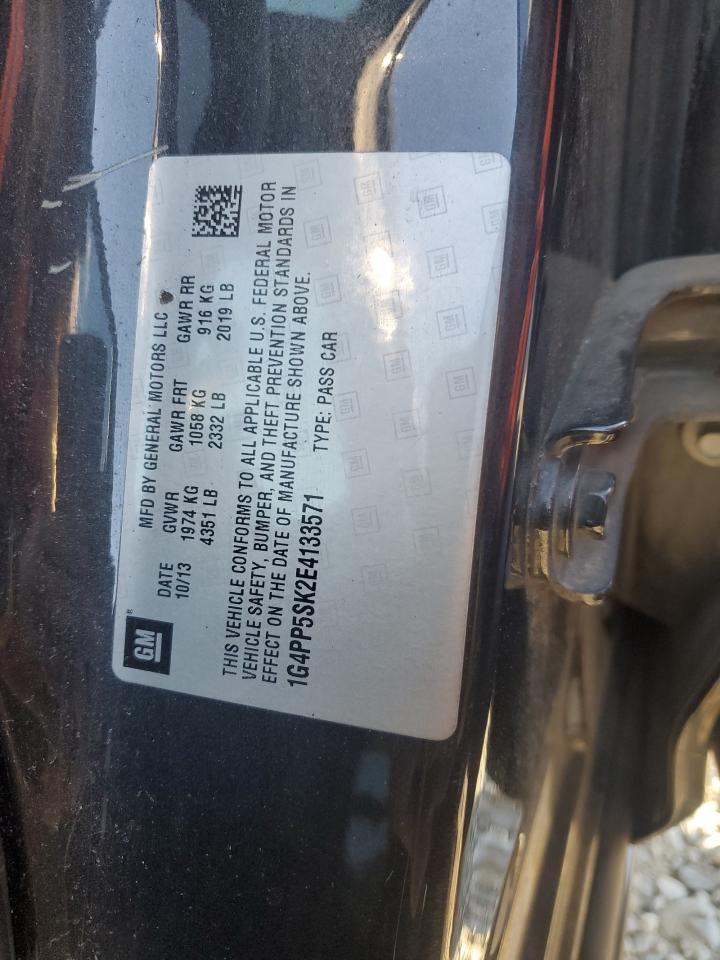 GM®
MFD BY GENERAL MOTORS LLC
DATE GVWR GAWR FRT GAWR RR
10/13 1974 KG 1058 KG 916 KG
4351 LB 2332 LB 2019 LB
THIS VEHICLE CONFORMS TO ALL APPLICABLE U.S. FEDERAL MOTOR
VEHICLE SAFETY, BUMPER, AND THEFT PREVENTION STANDARDS IN
EFFECT ON THE DATE OF MANUFACTURE SHOWN ABOVE.
1G4PP5SK2E4133571 TYPE: PASS CAR